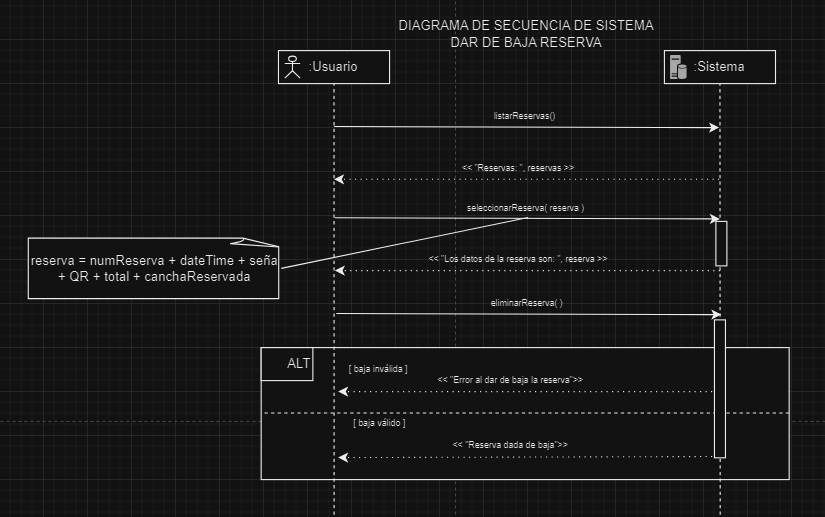 DIAGRAMA DE SECUENCIA DE SISTEMA
DAR DE BAJA RESERVA
:Usuario
:Sistema
listarReservas()
<< "Reservas: ", reservas >>
seleccionarReserva( reserva )
reserva = numReserva + dateTime + seña
+ QR + total + canchaReservada
<< "Los datos de la reserva son: ", reserva >>
eliminarReserva( )
ALT
[ baja inválida ]
<< "Error al dar de baja la reserva">>
[ baja válido ]
<< "Reserva dada de baja">>